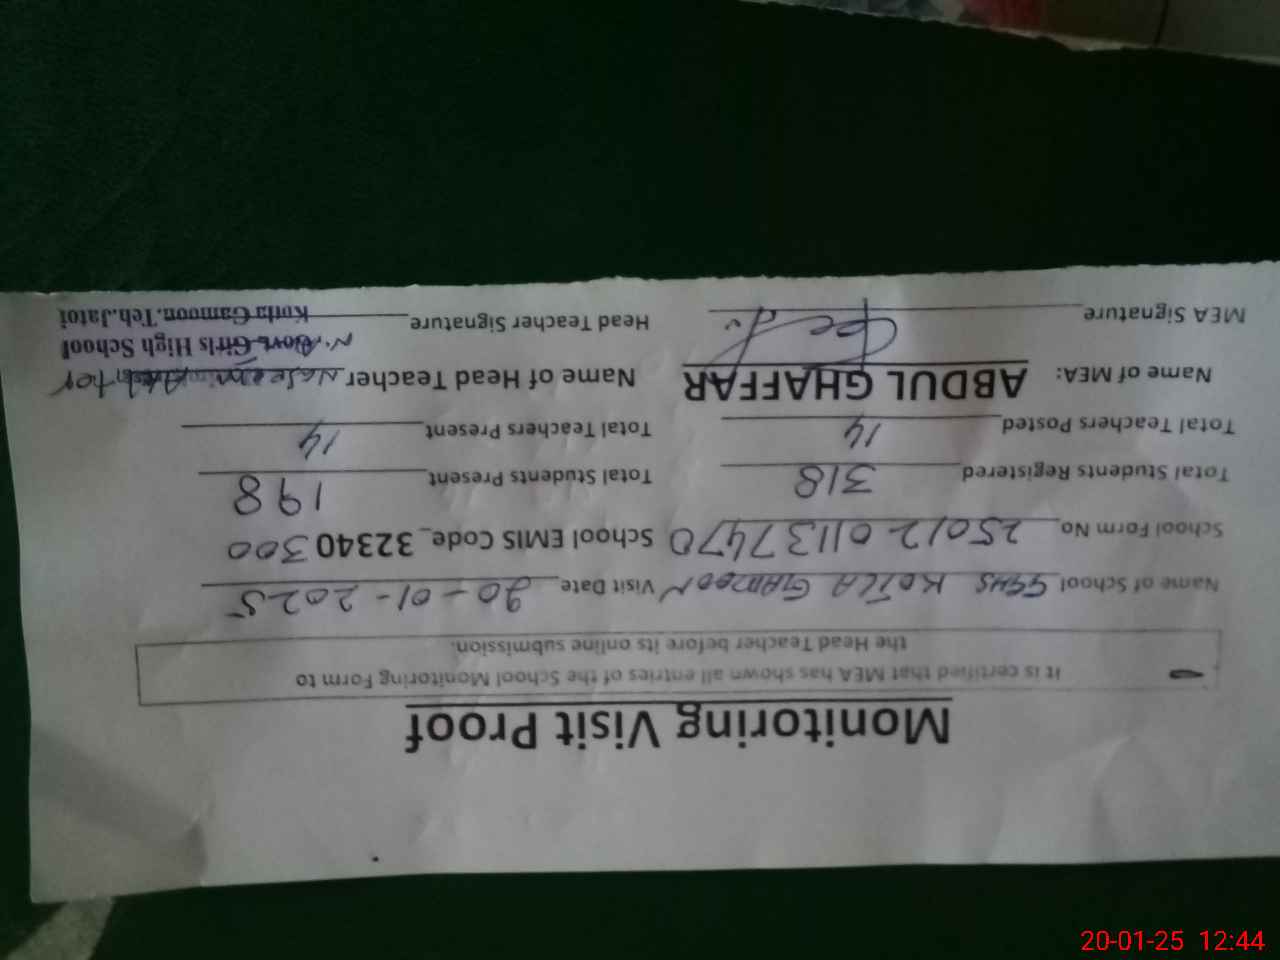 Monitoring Visit Proof
It is certified that MEA has shown all entries of the School Monitoring Form to
the Head Teacher before its online submission.
Name of School GGHS KOTLA GAMOON Visit Date 20-01-2025
School Form No. 25012-01137470 School EMIS Code_32340300
Total Students Registered 318 Total Students Present 198
Total Teachers Posted 14 Total Teachers Present 14
Name of MEA: ABDUL GHAFFAR Name of Head Teacher Naseem Akhter
MEA Signature Head Teacher Signature
Govt. Girls High School
Kotla Gamoon, Teh. Jatoi
20-01-25 12:44